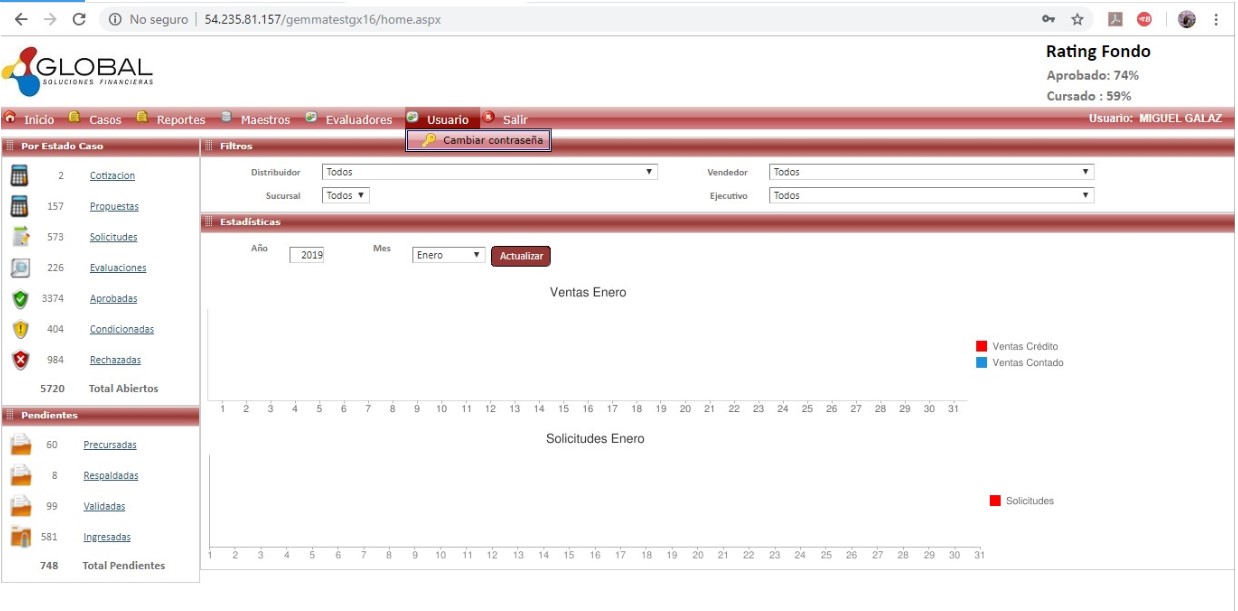 No seguro | 54.235.81.157/gemmatestgx16/home.aspx
GLOBAL
SOLUCIONES FINANCIERAS
Rating Fondo
Aprobado: 74%
Cursado : 59%
Inicio Casos Reportes Maestros Evaluadores Usuario Salir Usuario: MIGUEL GALAZ
Cambiar contraseña
Por Estado Caso
2 Cotizacion
157 Propuestas
573 Solicitudes
226 Evaluaciones
3374 Aprobadas
404 Condicionadas
984 Rechazadas
5720 Total Abiertos
Pendientes
60 Precursadas
8 Respaldadas
99 Validadas
581 Ingresadas
748 Total Pendientes
Filtros
Distribuidor Todos Vendedor Todos
Sucursal Todos Ejecutivo Todos
Estadísticas
Año 2019 Mes Enero Actualizar
Ventas Enero
Ventas Crédito
Ventas Contado
1 2 3 4 5 6 7 8 9 10 11 12 13 14 15 16 17 18 19 20 21 22 23 24 25 26 27 28 29 30 31
Solicitudes Enero
Solicitudes
1 2 3 4 5 6 7 8 9 10 11 12 13 14 15 16 17 18 19 20 21 22 23 24 25 26 27 28 29 30 31